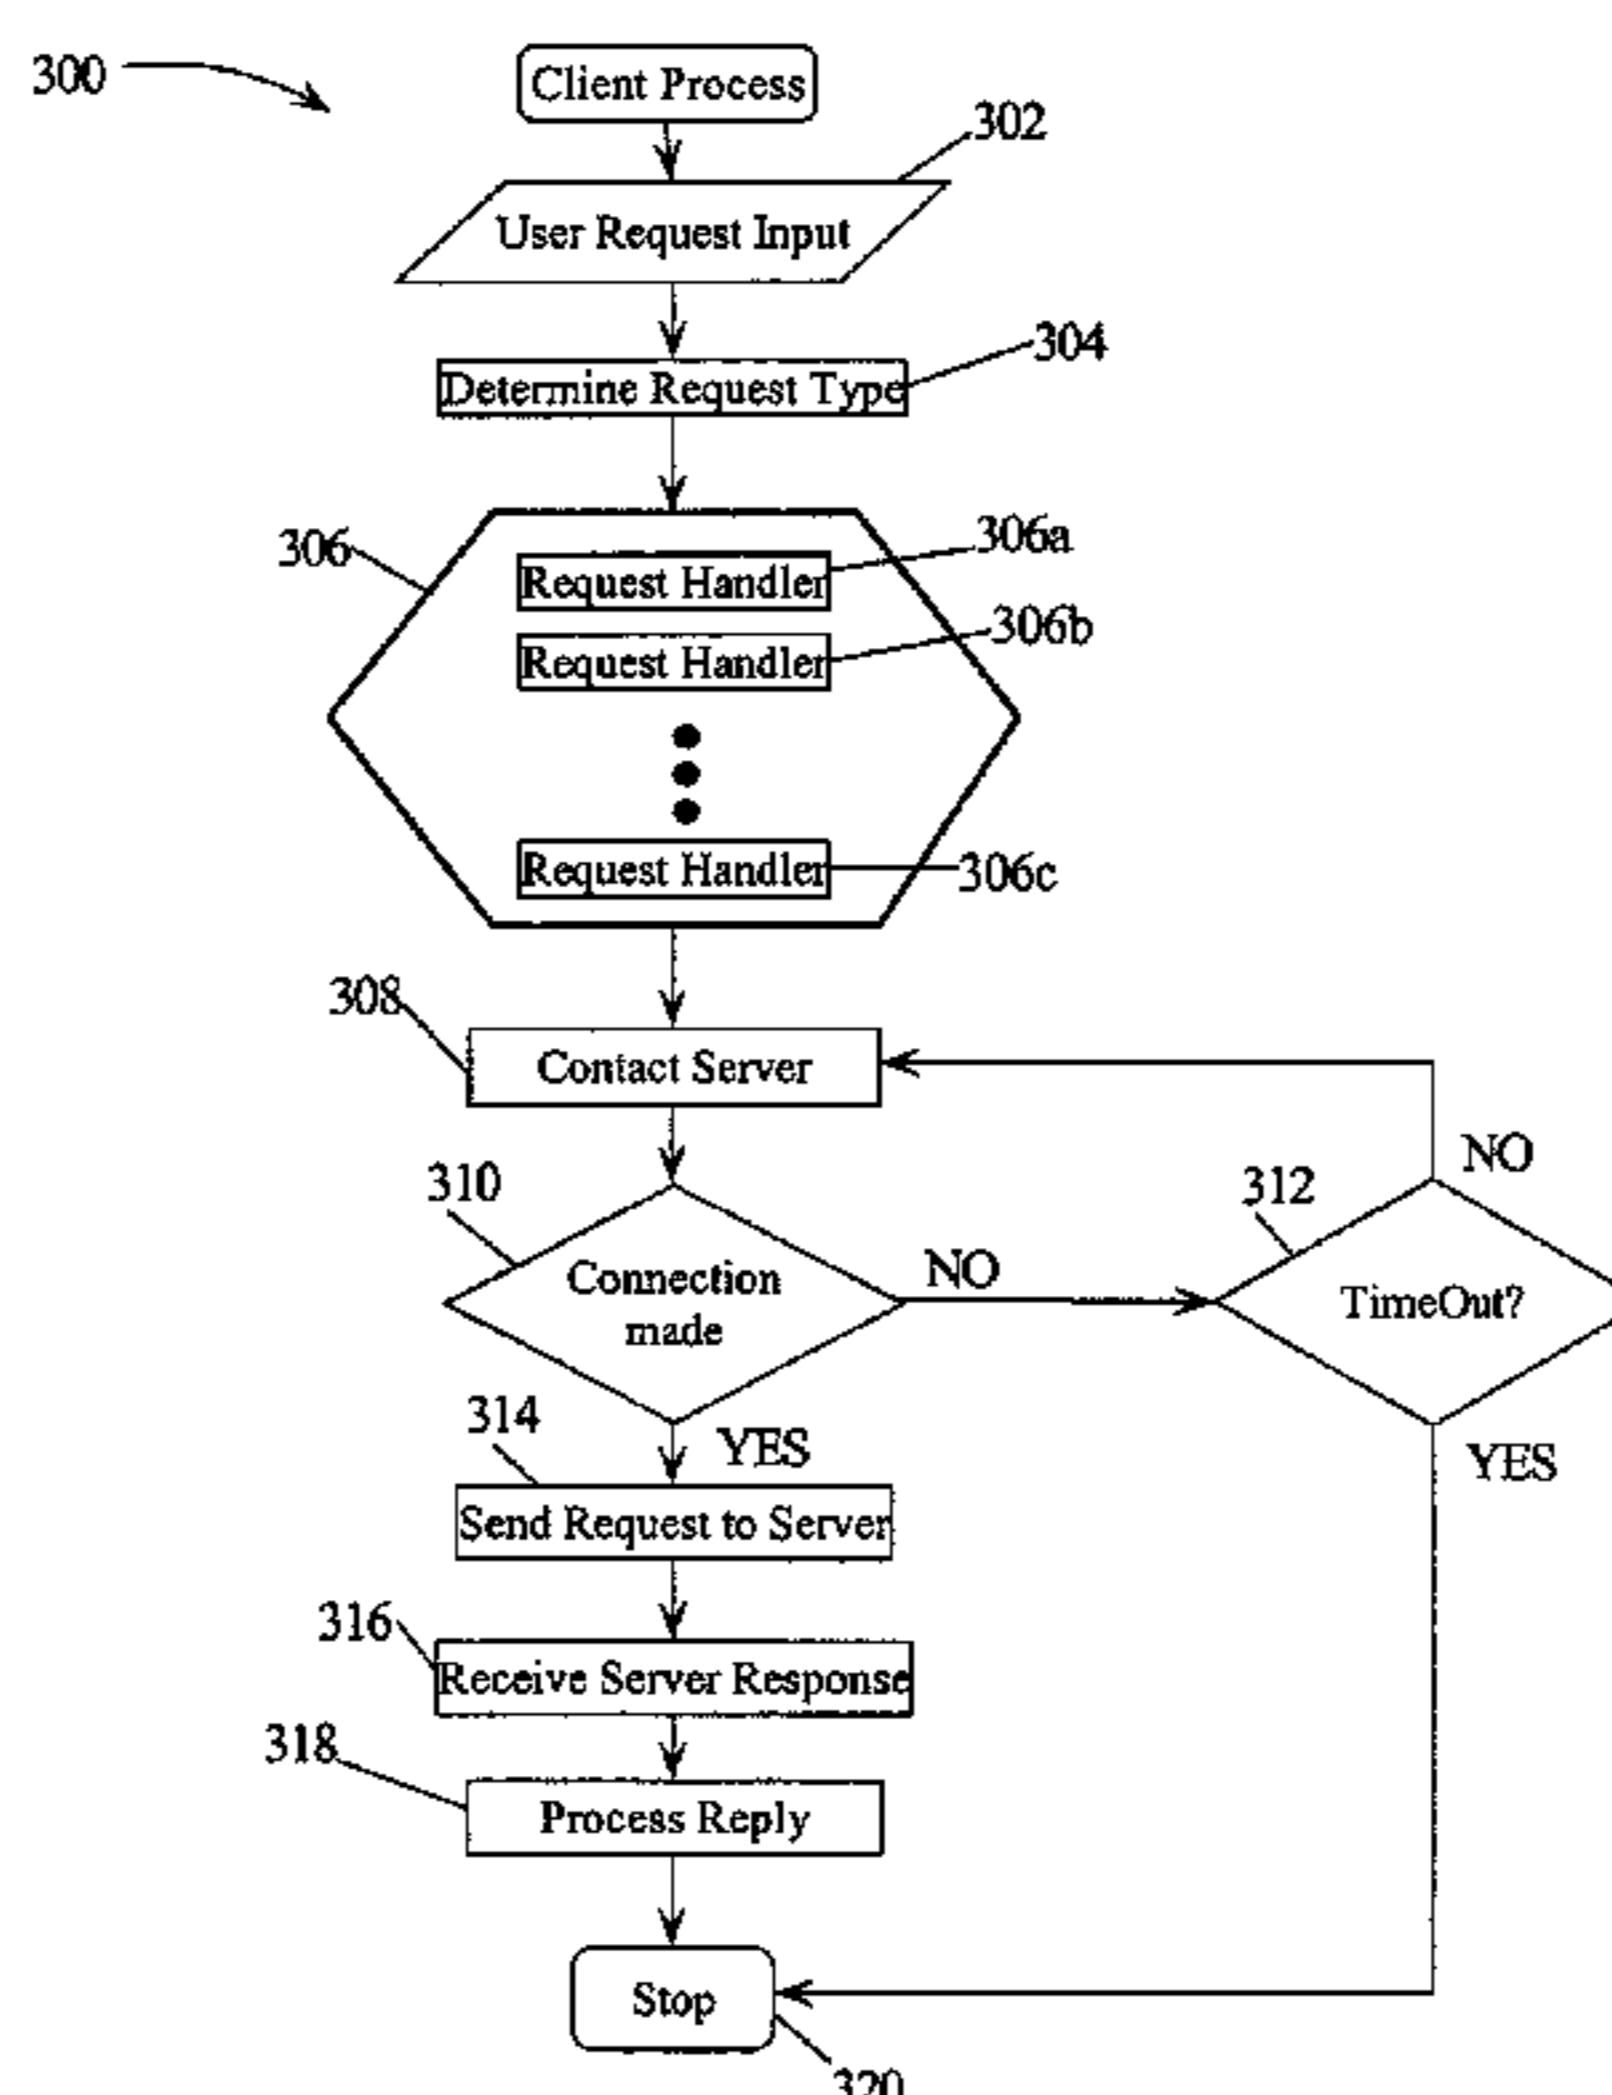 300
Client Process
302
User Request Input
304
Determine Request Type
306
306a
Request Handler
306b
Request Handler
Request Handler
306c
308
Contact Server
310
Connection
made
NO
312
TimeOut?
NO
YES
314
YES
Send Request to Server
316
Receive Server Response
318
Process Reply
Stop
320